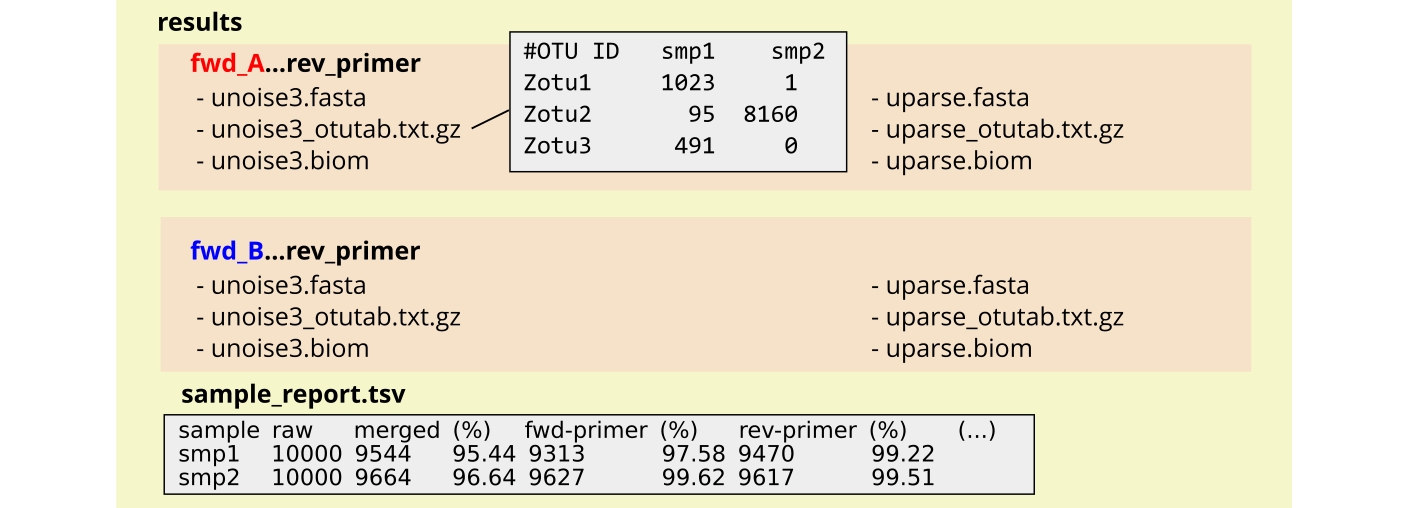 results
fwd_A...rev_primer
- unoise3.fasta
- unoise3_otutab.txt.gz
- unoise3.biom
#OTU ID smp1 smp2
Zotu1 1023 1
Zotu2 95 8160
Zotu3 491 0
- uparse.fasta
- uparse_otutab.txt.gz
- uparse.biom
fwd_B...rev_primer
- unoise3.fasta
- unoise3_otutab.txt.gz
- unoise3.biom
- uparse.fasta
- uparse_otutab.txt.gz
- uparse.biom
sample_report.tsv
sample raw merged (%) fwd-primer (%) rev-primer (%) (...)
smp1 10000 9544 95.44 9313 97.58 9470 99.22
smp2 10000 9664 96.64 9627 99.62 9617 99.51